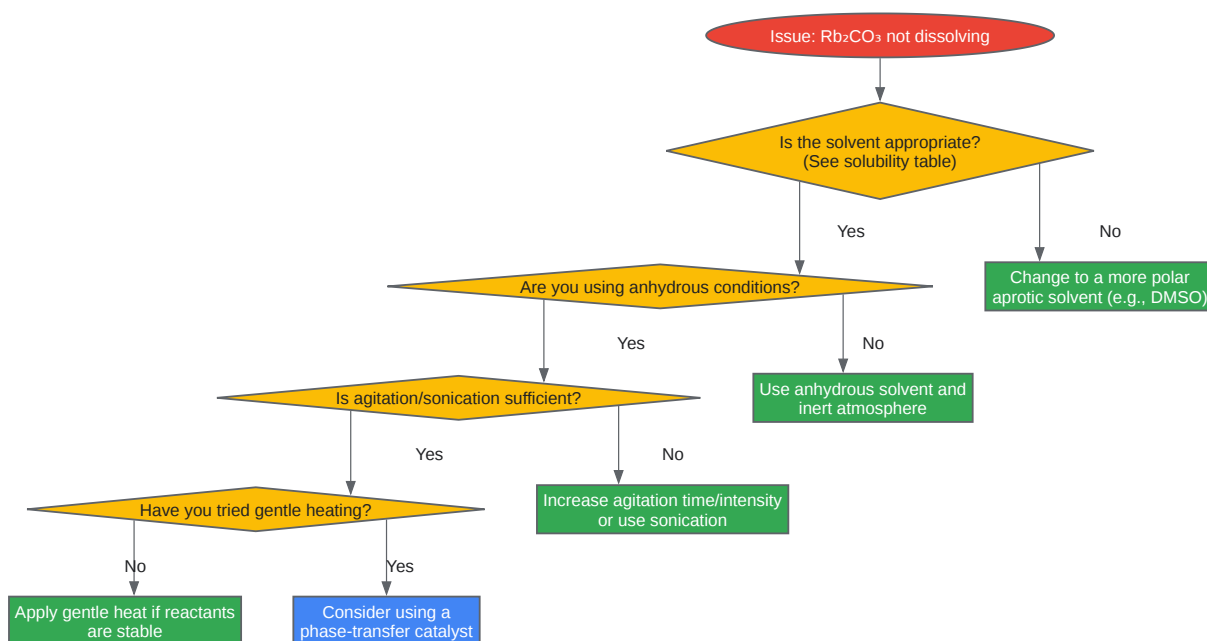 Issue: Rb₂CO₃ not dissolving
Is the solvent appropriate?
(See solubility table)
Yes
No
Are you using anhydrous conditions?
Change to a more polar
aprotic solvent (e.g., DMSO)
Yes
No
Is agitation/sonication sufficient?
Use anhydrous solvent and
inert atmosphere
Yes
No
Have you tried gentle heating?
Increase agitation time/intensity
or use sonication
No
Yes
Apply gentle heat if reactants
are stable
Consider using a
phase-transfer catalyst